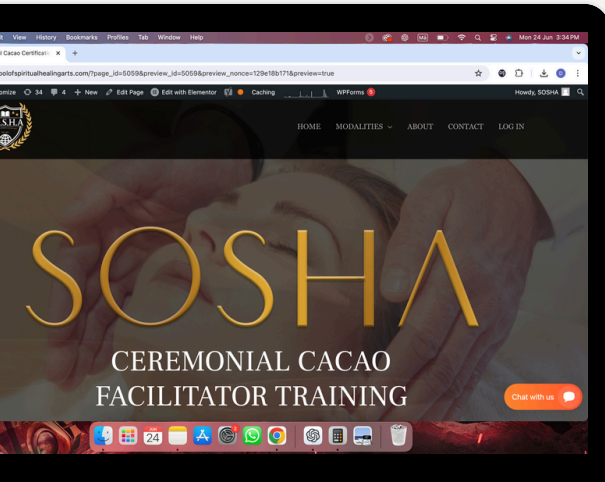 View History Bookmarks Profiles Tab Window Help
Mon 24 Jun 3:34 PM
l Cacao Certificati
oolofspiritualhealingarts.com/?page_id=5059&preview_id=5059&preview_nonce=129e18b171&preview=true
omize 34 4 New Edit Page Edit with Elementor Caching WPForms
Howdy, SOSHA
HOME MODALITIES ABOUT CONTACT LOG IN
SOSHA
CEREMONIAL CACAO
FACILITATOR TRAINING
Chat with us
24